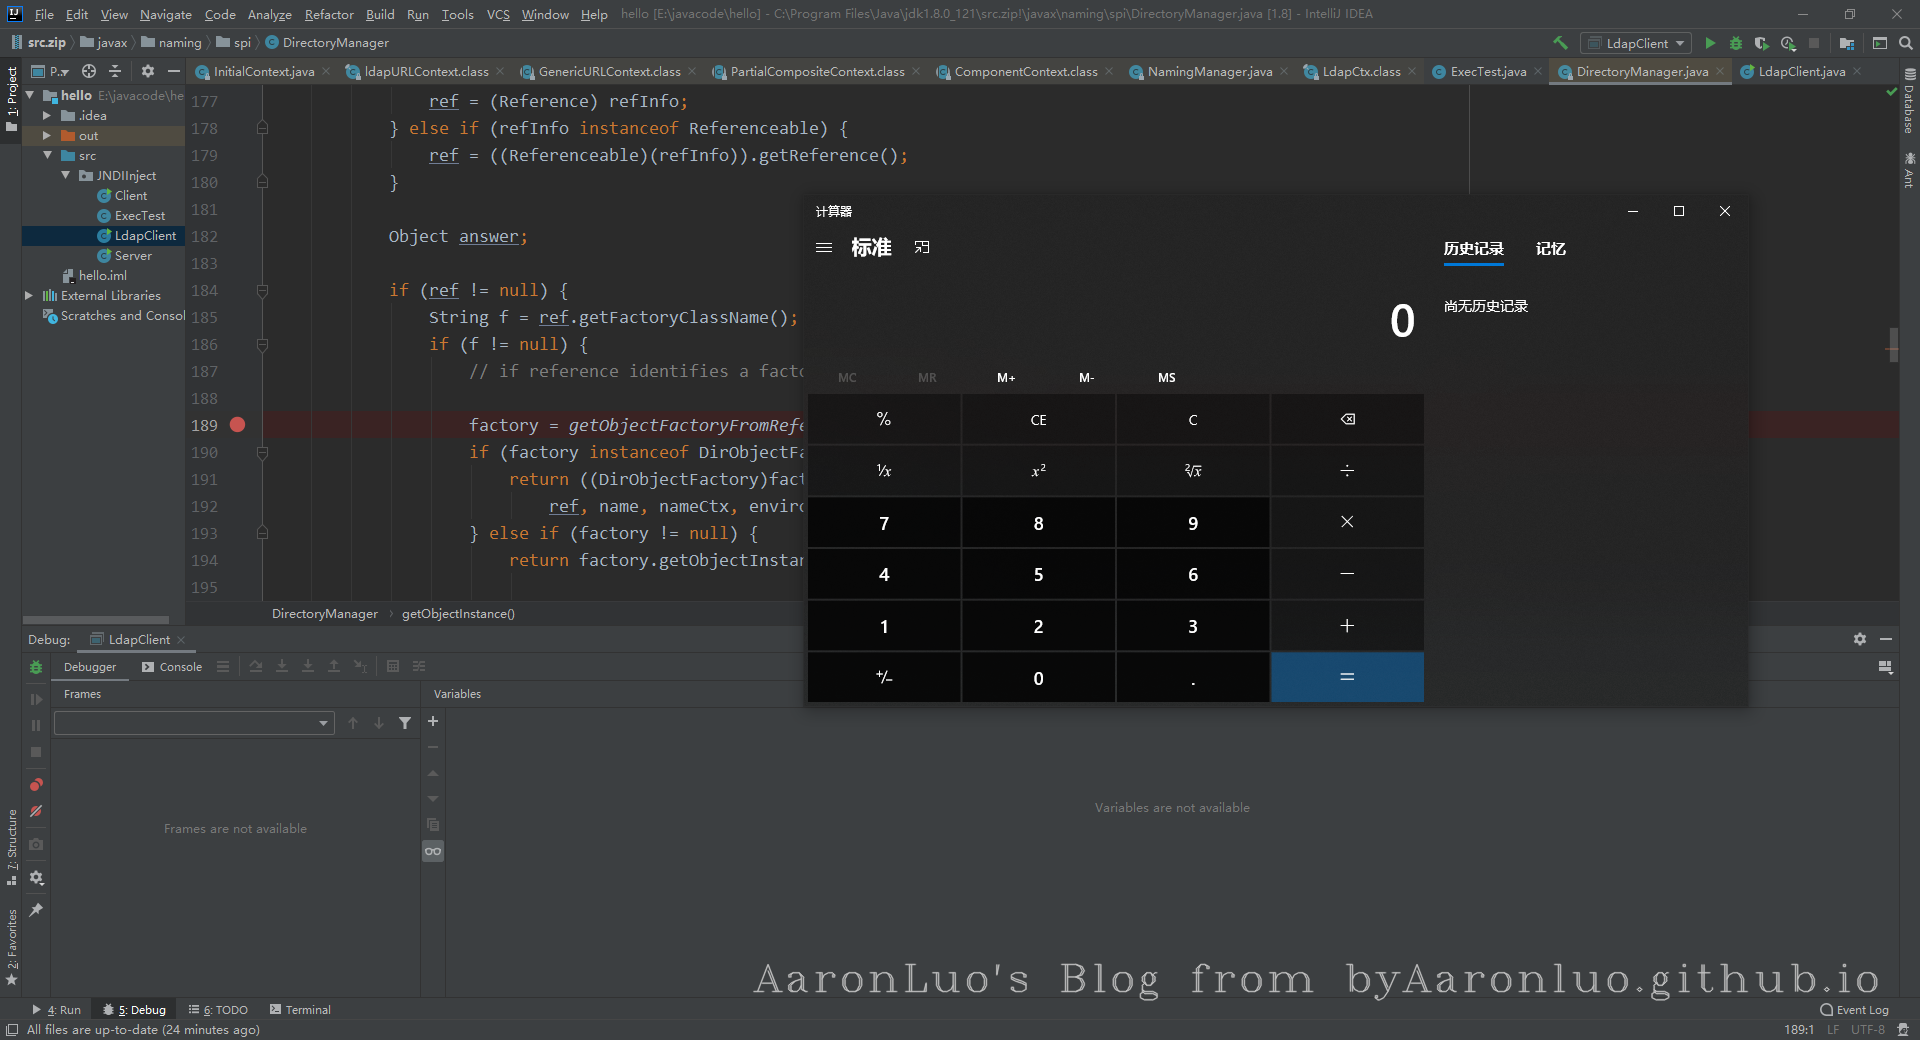 File Edit View Navigate Code Analyze Refactor Build Run Tools VCS Window Help hello [E:\javacode\hello] - C:\Program Files\Java\jdk1.8.0_121\src.zip!\javax\naming\spi\DirectoryManager.java [1.8] - IntelliJ IDEA
src.zip javax naming spi DirectoryManager LdapClient
1: Project
P..
InitialContext.java ldapURLContext.class GenericURLContext.class PartialCompositeContext.class ComponentContext.class NamingManager.java LdapCtx.class ExecTest.java DirectoryManager.java LdapClient.java
hello E:\javacode\he
.idea
out
src
JNDIInject
Client
ExecTest
LdapClient
Server
hello.iml
External Libraries
Scratches and Consol
177 ref = (Reference) refInfo;
178 } else if (refInfo instanceof Referenceable) {
179 ref = ((Referenceable)(refInfo)).getReference();
180 }
181
182 Object answer;
183
184 if (ref != null) {
185 String f = ref.getFactoryClassName();
186 if (f != null) {
187 // if reference identifies a facto
188
189 factory = getObjectFactoryFromRefe
190 if (factory instanceof DirObjectFa
191 return ((DirObjectFactory)fact
192 ref, name, nameCtx, enviro
193 } else if (factory != null) {
194 return factory.getObjectInstan
195
DirectoryManager getObjectInstance()
Database
Ant
计算器
标准
历史记录 记忆
0
尚无历史记录
MC MR M+ M- MS
% CE C
⅟x x² ²√x ÷
7 8 9 ×
4 5 6 −
1 2 3 +
+/− 0 . =
Debug: LdapClient
Debugger Console
Frames Variables
Frames are not available
Variables are not available
7: Structure
2: Favorites
AaronLuo's Blog from byAaronluo.github.io
4: Run 5: Debug 6: TODO Terminal Event Log
All files are up-to-date (24 minutes ago) 189:1 LF UTF-8